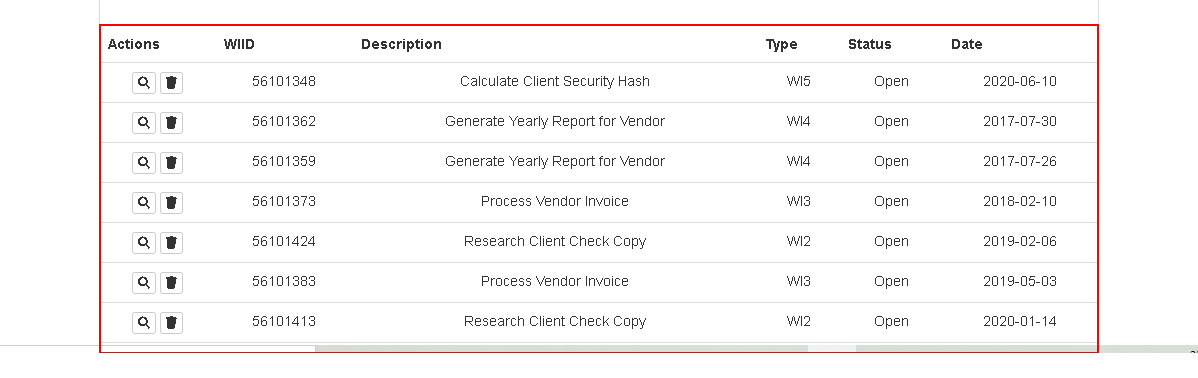 Actions WIID Description Type Status Date
56101348 Calculate Client Security Hash WI5 Open 2020-06-10
56101362 Generate Yearly Report for Vendor WI4 Open 2017-07-30
56101359 Generate Yearly Report for Vendor WI4 Open 2017-07-26
56101373 Process Vendor Invoice WI3 Open 2018-02-10
56101424 Research Client Check Copy WI2 Open 2019-02-06
56101383 Process Vendor Invoice WI3 Open 2019-05-03
56101413 Research Client Check Copy WI2 Open 2020-01-14